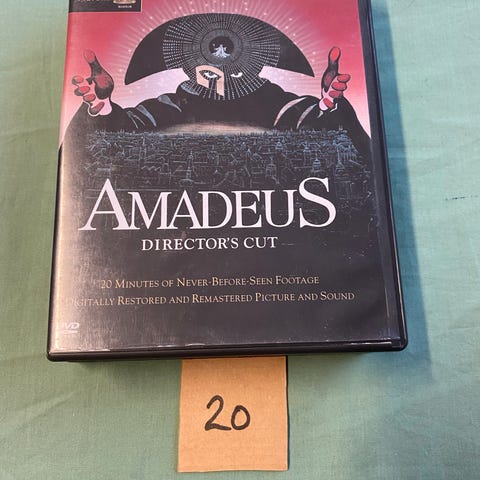 AMADEUS
DIRECTOR'S CUT
20 MINUTES OF NEVER-BEFORE-SEEN FOOTAGE
DIGITALLY RESTORED AND REMASTERED PICTURE AND SOUND
DVD
20